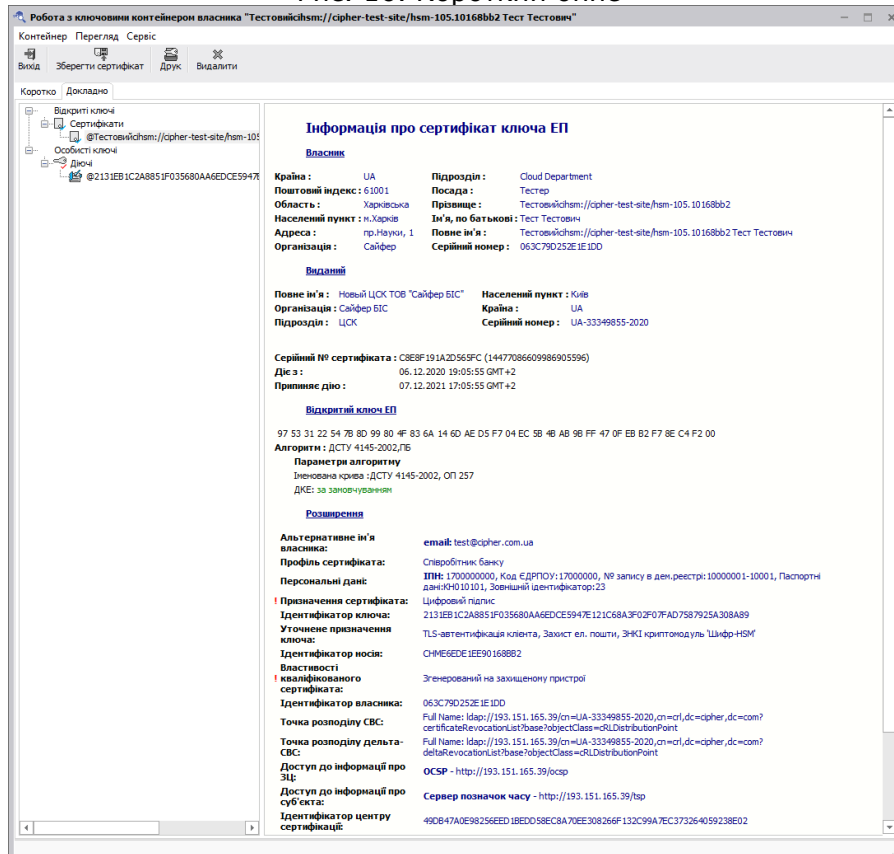 Робота з ключовими контейнером власника "Тестовийcihsm://cipher-test-site/hsm-105.10168bb2 Тест Тестович"
Контейнер Перегляд Сервіс
Вихід Зберегти сертифікат Друк Видалити
Коротко Докладно
Відкриті ключі
Сертифікати
@Тестовийcihsm://cipher-test-site/hsm-105
Особисті ключі
Діючі
@2131EB1C2A8851F035680AA6EDCE5947E
Інформація про сертифікат ключа ЕП
Власник
Країна : UA Підрозділ : Cloud Department
Поштовий індекс : 61001 Посада : Тестер
Область : Харківська Прізвище : Тестовийcihsm://cipher-test-site/hsm-105.10168bb2
Населений пункт : м.Харків Ім'я, по батькові : Тест Тестович
Адреса : пр.Науки, 1 Повне ім'я : Тестовийcihsm://cipher-test-site/hsm-105.10168bb2 Тест Тестович
Організація : Сайфер Серійний номер : 063C79D252E1E1DD
Виданий
Повне ім'я : Новый ЦСК ТОВ "Сайфер БІС" Населений пункт : Київ
Організація : Сайфер БІС Країна : UA
Підрозділ : ЦСК Серійний номер : UA-33349855-2020
Серійний № сертифіката : C8E8F191A2D565FC (14477086609986905596)
Діє з : 06.12.2020 19:05:55 GMT+2
Припиняє дію : 07.12.2021 17:05:55 GMT+2
Відкритий ключ ЕП
97 53 31 22 54 7B 8D 99 80 4F 83 6A 14 6D AE D5 F7 04 EC 5B 4B AB 9B FF 47 0F EB B2 F7 8E C4 F2 00
Алгоритм : ДСТУ 4145-2002,ПБ
Параметри алгоритму
Іменована крива :ДСТУ 4145-2002, ОП 257
ДКЕ: за замовчуванням
Розширення
Альтернативне ім'я власника: email: test@cipher.com.ua
Профіль сертифіката: Співробітник банку
Персональні дані: ІПН: 1700000000, Код ЄДРПОУ:17000000, № запису в дем.реєстрі:10000001-10001, Паспортні дані:КН010101, Зовнішній ідентифікатор:23
! Призначення сертифіката: Цифровий підпис
Ідентифікатор ключа: 2131EB1C2A8851F035680AA6EDCE5947E121C68A3F02F07FAD7587925A308A89
Уточнене призначення ключа: TLS-автентифікація клієнта, Захист ел. пошти, ЗНКІ криптомодуль 'Шифр-HSM'
Ідентифікатор носія: CHME6EDE1EE90168BB2
! Властивості кваліфікованого сертифіката: Згенерований на захищеному пристрої
Ідентифікатор власника: 063C79D252E1E1DD
Точка розподілу СВС: Full Name: ldap://193.151.165.39/cn=UA-33349855-2020,cn=crl,dc=cipher,dc=com?certificateRevocationList?base?objectClass=cRLDistributionPoint
Точка розподілу дельта-СВС: Full Name: ldap://193.151.165.39/cn=UA-33349855-2020,cn=crl,dc=cipher,dc=com?deltaRevocationList?base?objectClass=cRLDistributionPoint
Доступ до інформації про ЗЦ: OCSP - http://193.151.165.39/ocsp
Доступ до інформації про суб'єкта: Сервер позначок часу - http://193.151.165.39/tsp
Ідентифікатор центру сертифікації: 49DB47A0E98256EED1BEDD58EC8A70EE308266F132C99A7EC373264059238E02